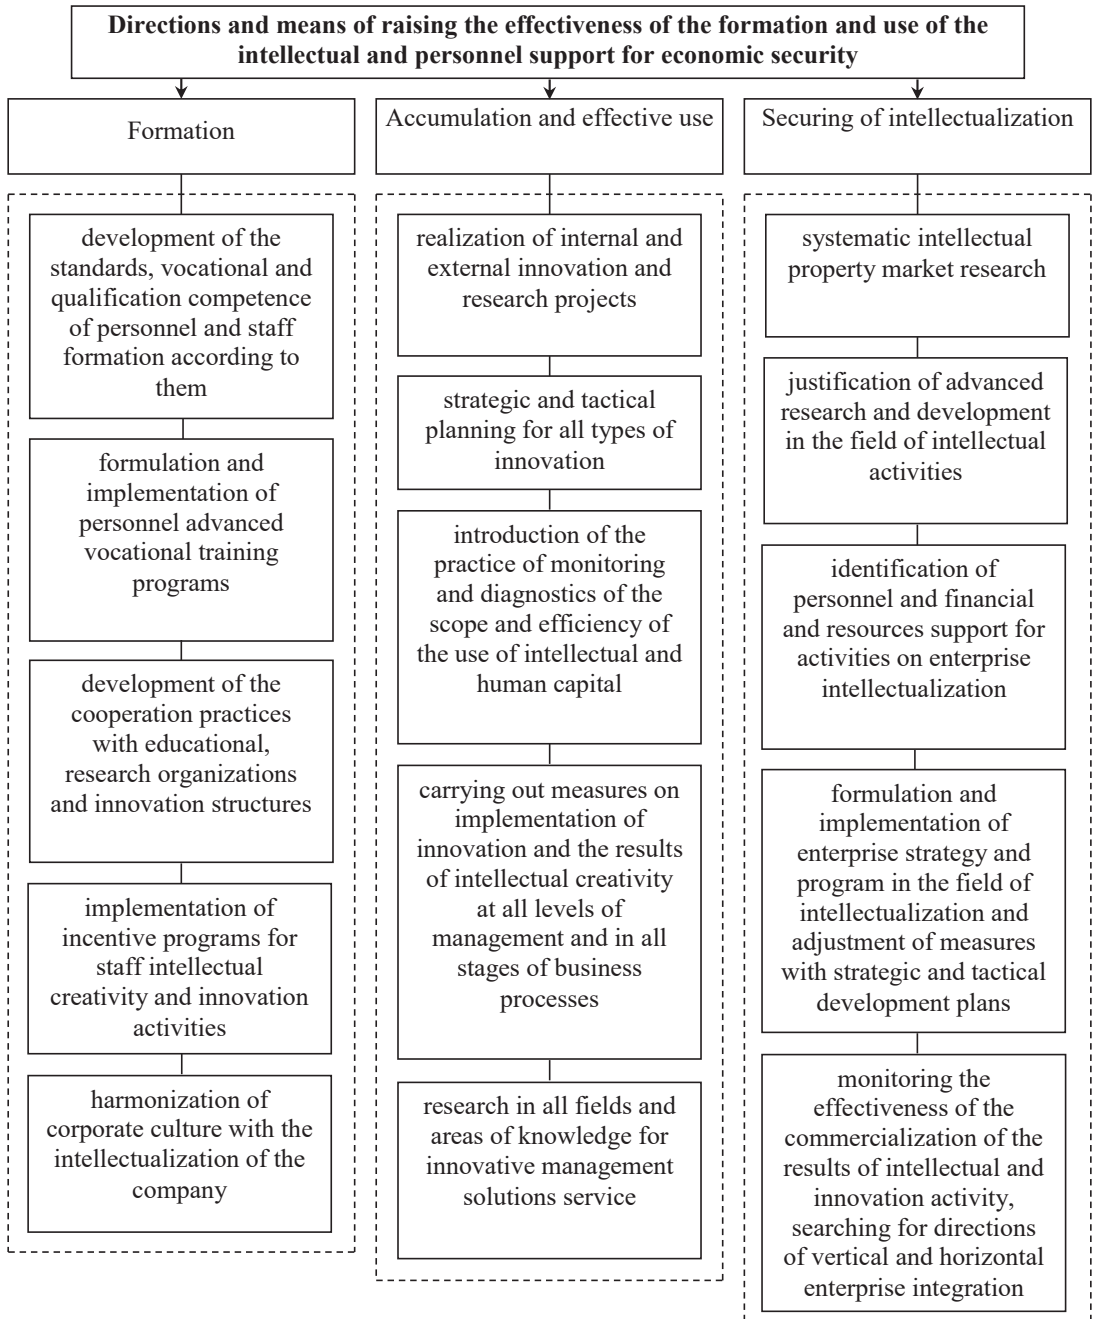 Directions and means of raising the effectiveness of the formation and use of the
intellectual and personnel support for economic security
Formation
development of the
standards, vocational and
qualification competence
of personnel and staff
formation according to
them
formulation and
implementation of
personnel advanced
vocational training
programs
development of the
cooperation practices
with educational,
research organizations
and innovation structures
implementation of
incentive programs for
staff intellectual
creativity and innovation
activities
harmonization of
corporate culture with the
intellectualization of the
company
Accumulation and effective use
realization of internal and
external innovation and
research projects
strategic and tactical
planning for all types of
innovation
introduction of the
practice of monitoring
and diagnostics of the
scope and efficiency of
the use of intellectual and
human capital
carrying out measures on
implementation of
innovation and the results
of intellectual creativity
at all levels of
management and in all
stages of business
processes
research in all fields and
areas of knowledge for
innovative management
solutions service
Securing of intellectualization
systematic intellectual
property market research
justification of advanced
research and development
in the field of intellectual
activities
identification of
personnel and financial
and resources support for
activities on enterprise
intellectualization
formulation and
implementation of
enterprise strategy and
program in the field of
intellectualization and
adjustment of measures
with strategic and tactical
development plans
monitoring the
effectiveness of the
commercialization of the
results of intellectual and
innovation activity,
searching for directions
of vertical and horizontal
enterprise integration